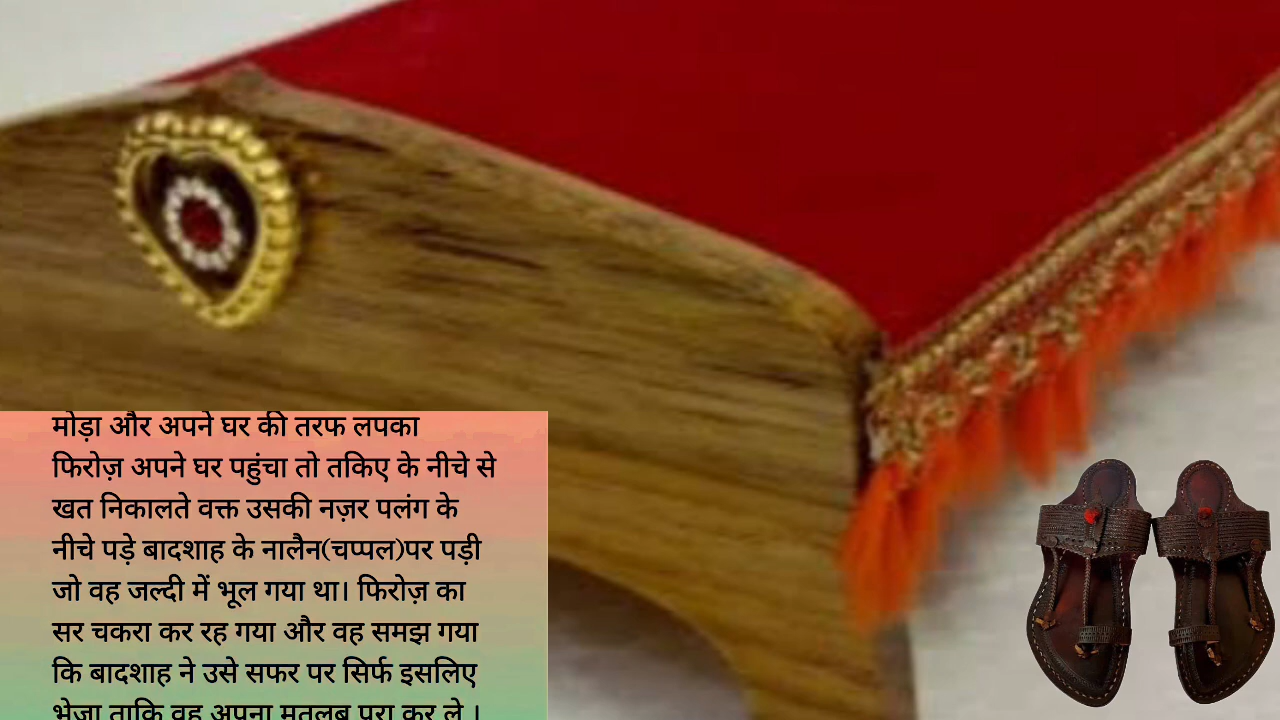 मोड़ा और अपने घर की तरफ लपका
फिरोज़ अपने घर पहुंचा तो तकिए के नीचे से
खत निकालते वक्त उसकी नज़र पलंग के
नीचे पड़े बादशाह के नालैन(चप्पल)पर पड़ी
जो वह जल्दी में भूल गया था। फिरोज़ का
सर चकरा कर रह गया और वह समझ गया
कि बादशाह ने उसे सफर पर सिर्फ इसलिए
भेजा ताकि वह अपना मतलब पूरा कर ले ।